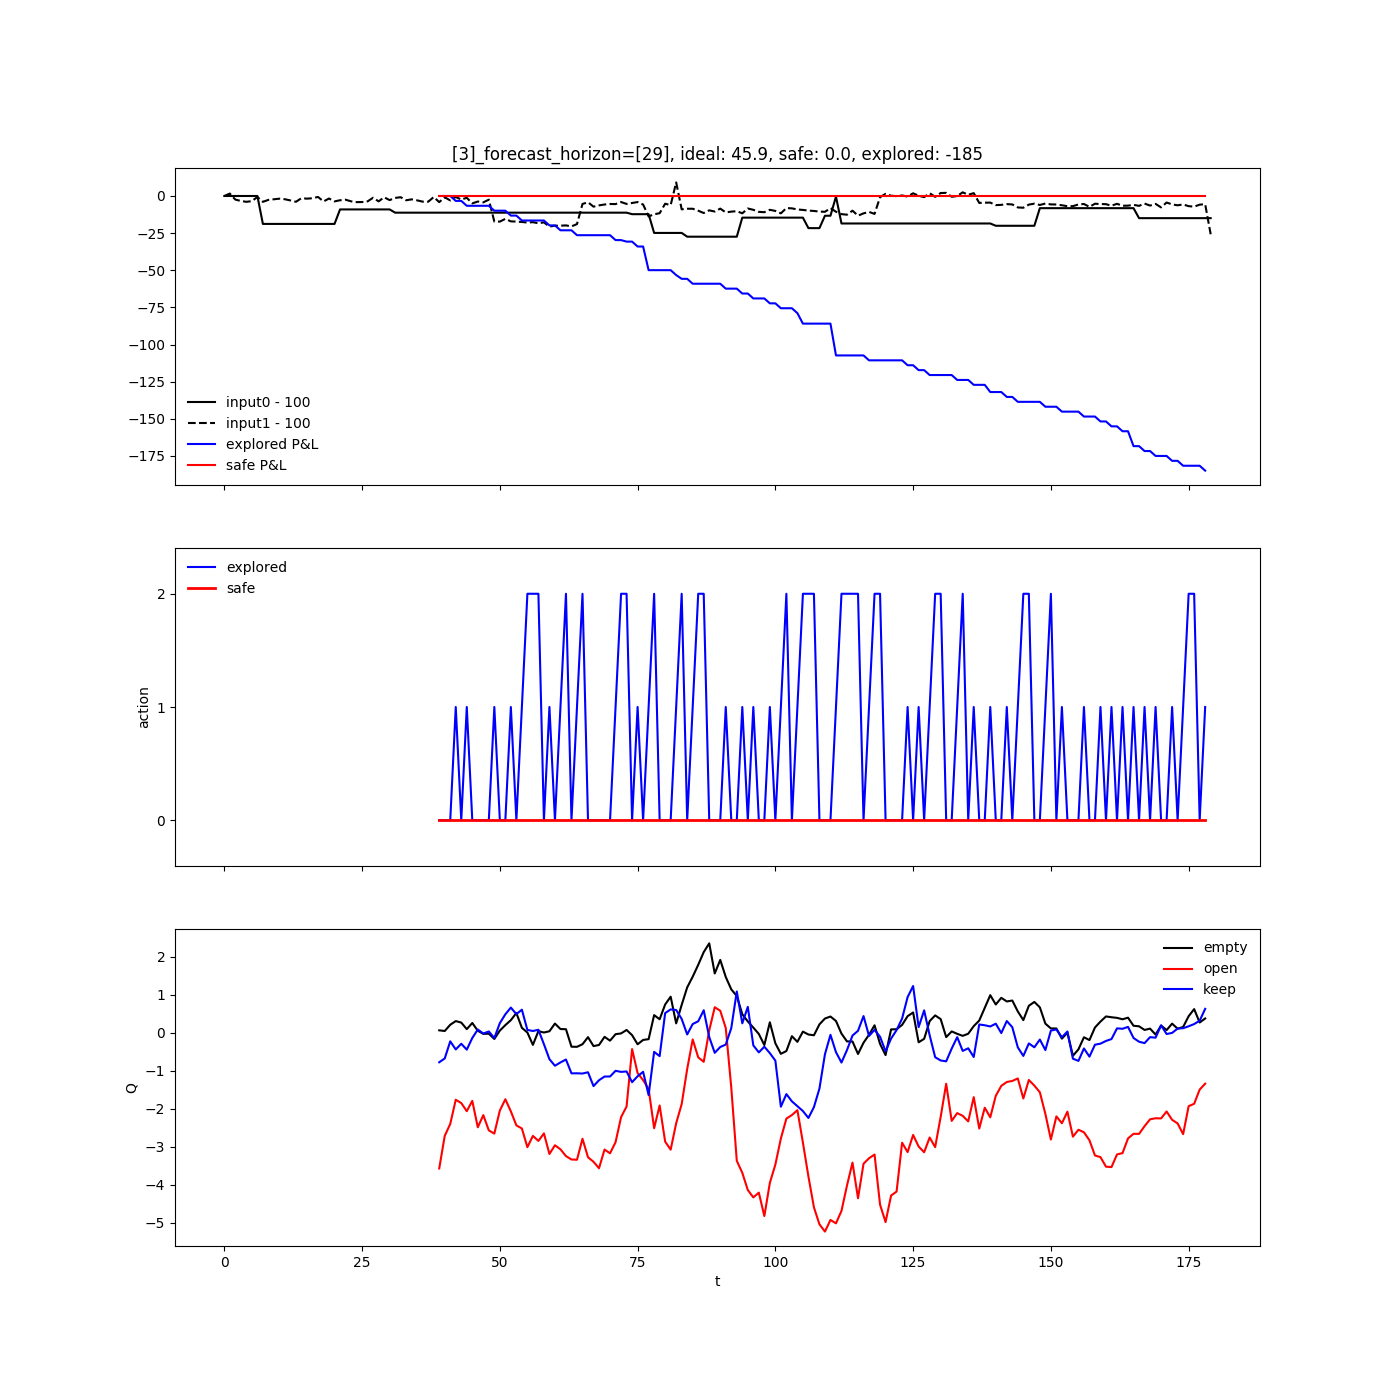 [3]_forecast_horizon=[29], ideal: 45.9, safe: 0.0, explored: -185
0
−25
−50
−75
−100
−125
−150
−175
input0 - 100
input1 - 100
explored P&L
safe P&L
2
1
0
action
explored
safe
2
1
0
−1
−2
−3
−4
−5
Q
empty
open
keep
0 25 50 75 100 125 150 175
t